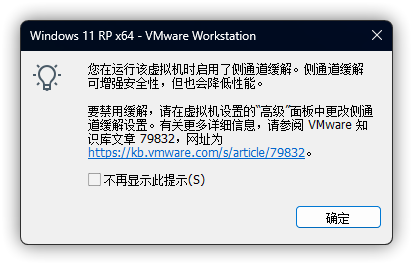 Windows 11 RP x64 - VMware Workstation
您在运行该虚拟机时启用了侧通道缓解。侧通道缓解
可增强安全性，但也会降低性能。
要禁用缓解，请在虚拟机设置的“高级”面板中更改侧通
道缓解设置。有关更多详细信息，请参阅 VMware 知
识库文章 79832，网址为
https://kb.vmware.com/s/article/79832。
不再显示此提示(S)
确定